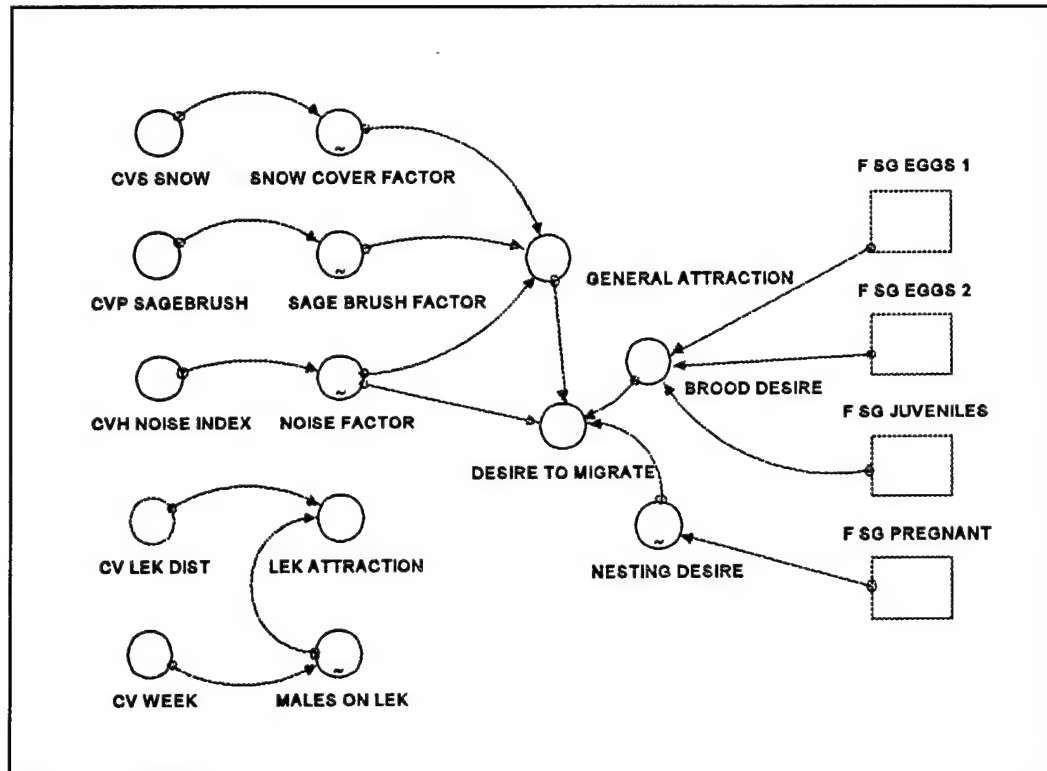 CVS SNOW
SNOW COVER FACTOR
F SG EGGS 1
CVP SAGEBRUSH
SAGE BRUSH FACTOR
GENERAL ATTRACTION
F SG EGGS 2
CVH NOISE INDEX
NOISE FACTOR
BROOD DESIRE
F SG JUVENILES
DESIRE TO MIGRATE
CV LEK DIST
LEK ATTRACTION
NESTING DESIRE
F SG PREGNANT
CV WEEK
MALES ON LEK